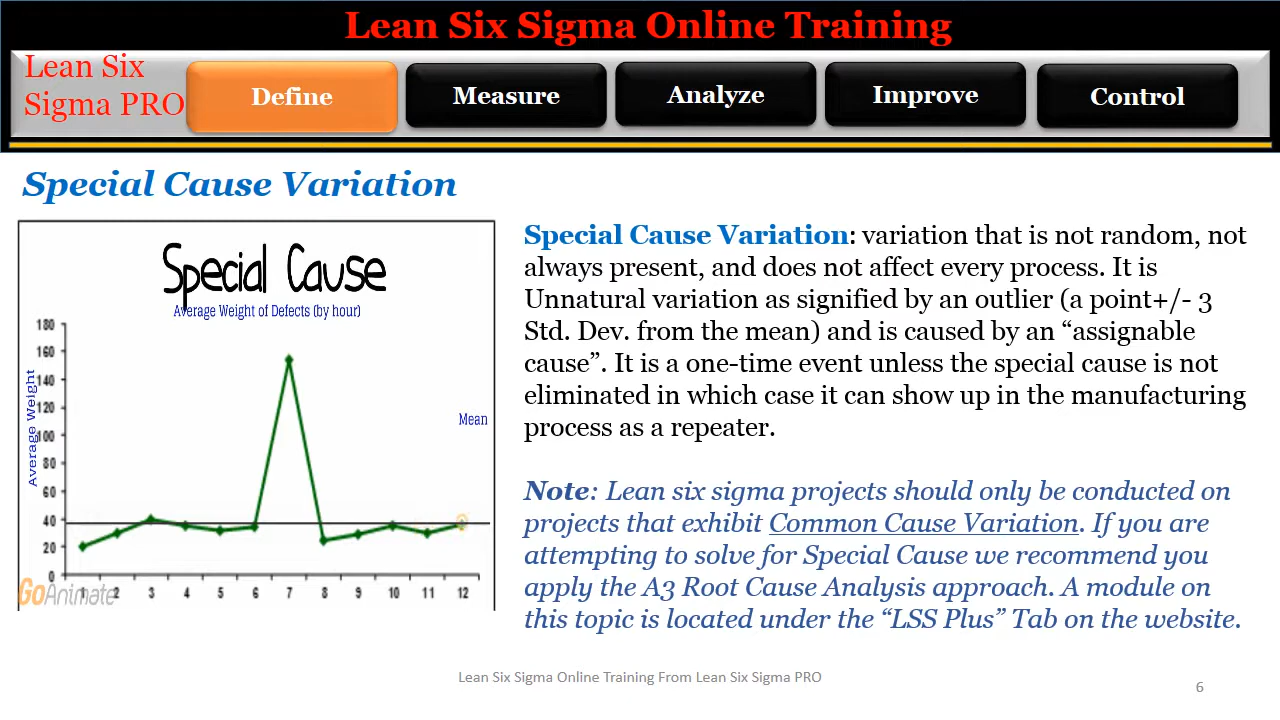 Lean Six Sigma Online Training
Lean Six
Sigma PRO
Define
Measure
Analyze
Improve
Control
Special Cause Variation
Special Cause
Average Weight of Defects (by hour)
Average Weight
180
160
140
120
100
80
60
40
20
0
Mean
1 2 3 4 5 6 7 8 9 10 11 12
GoAnimate
Special Cause Variation: variation that is not random, not
always present, and does not affect every process. It is
Unnatural variation as signified by an outlier (a point+/- 3
Std. Dev. from the mean) and is caused by an “assignable
cause”. It is a one-time event unless the special cause is not
eliminated in which case it can show up in the manufacturing
process as a repeater.
Note: Lean six sigma projects should only be conducted on
projects that exhibit Common Cause Variation. If you are
attempting to solve for Special Cause we recommend you
apply the A3 Root Cause Analysis approach. A module on
this topic is located under the “LSS Plus” Tab on the website.
Lean Six Sigma Online Training From Lean Six Sigma PRO
6